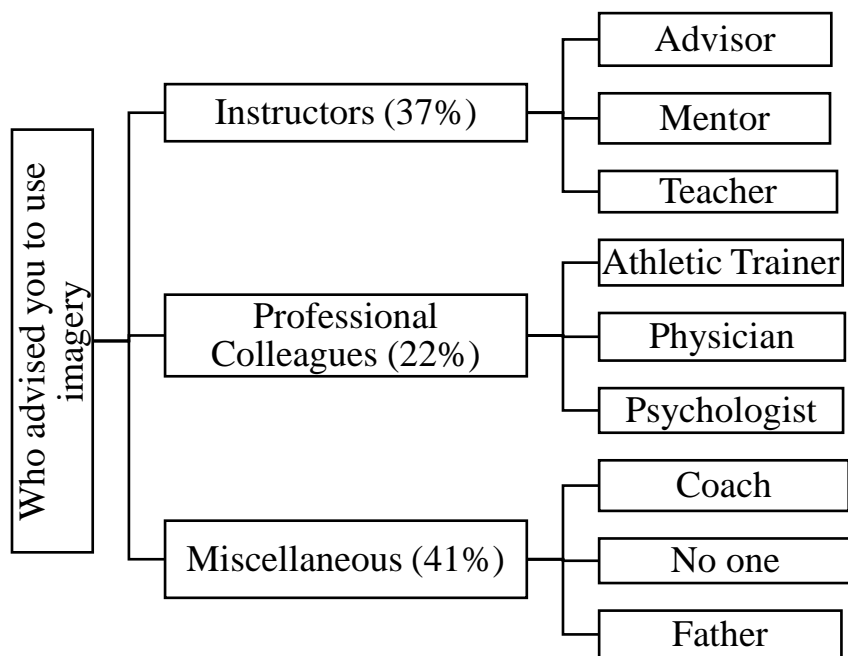 Who advised you to use
imagery
Instructors (37%)
Advisor
Mentor
Teacher
Professional
Colleagues (22%)
Athletic Trainer
Physician
Psychologist
Miscellaneous (41%)
Coach
No one
Father